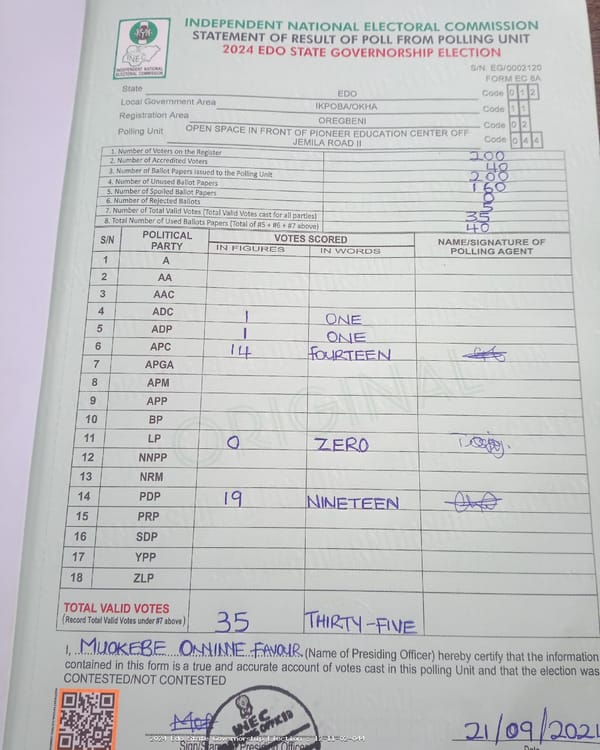 INDEPENDENT NATIONAL ELECTORAL COMMISSION
STATEMENT OF RESULT OF POLL FROM POLLING UNIT
2024 EDO STATE GOVERNORSHIP ELECTION
INEC
INDEPENDENT NATIONAL
ELECTORAL COMMISSION
S/N. EG/0002120
FORM EC 8A
State EDO Code 0 1 2
Local Government Area IKPOBA/OKHA Code 1 1
Registration Area OREGBENI Code 0 2
Polling Unit OPEN SPACE IN FRONT OF PIONEER EDUCATION CENTER OFF JEMILA ROAD II Code 0 4 4
1. Number of Voters on the Register 200
2. Number of Accredited Voters 40
3. Number of Ballot Papers issued to the Polling Unit 200
4. Number of Unused Ballot Papers 160
5. Number of Spoiled Ballot Papers 0
6. Number of Rejected Ballots 5
7. Number of Total Valid Votes (Total Valid Votes cast for all parties) 35
8. Total Number of Used Ballots Papers (Total of #5 + #6 + #7 above) 40
S/N POLITICAL PARTY VOTES SCORED NAME/SIGNATURE OF POLLING AGENT
IN FIGURES IN WORDS
1 A
2 AA
3 AAC
4 ADC 1 ONE
5 ADP 1 ONE
6 APC 14 FOURTEEN
7 APGA
8 APM
9 APP
10 BP
11 LP 0 ZERO
12 NNPP
13 NRM
14 PDP 19 NINETEEN
15 PRP
16 SDP
17 YPP
18 ZLP
ORIGINAL
TOTAL VALID VOTES
(Record Total Valid Votes under #7 above) 35 THIRTY-FIVE
I, MUOKEBE ONNINE FAVOUR (Name of Presiding Officer) hereby certify that the information
contained in this form is a true and accurate account of votes cast in this polling Unit and that the election was
CONTESTED/NOT CONTESTED
INEC
21/09/2021
2024 Edo State Governorship Election - 12-11-02-044
Date